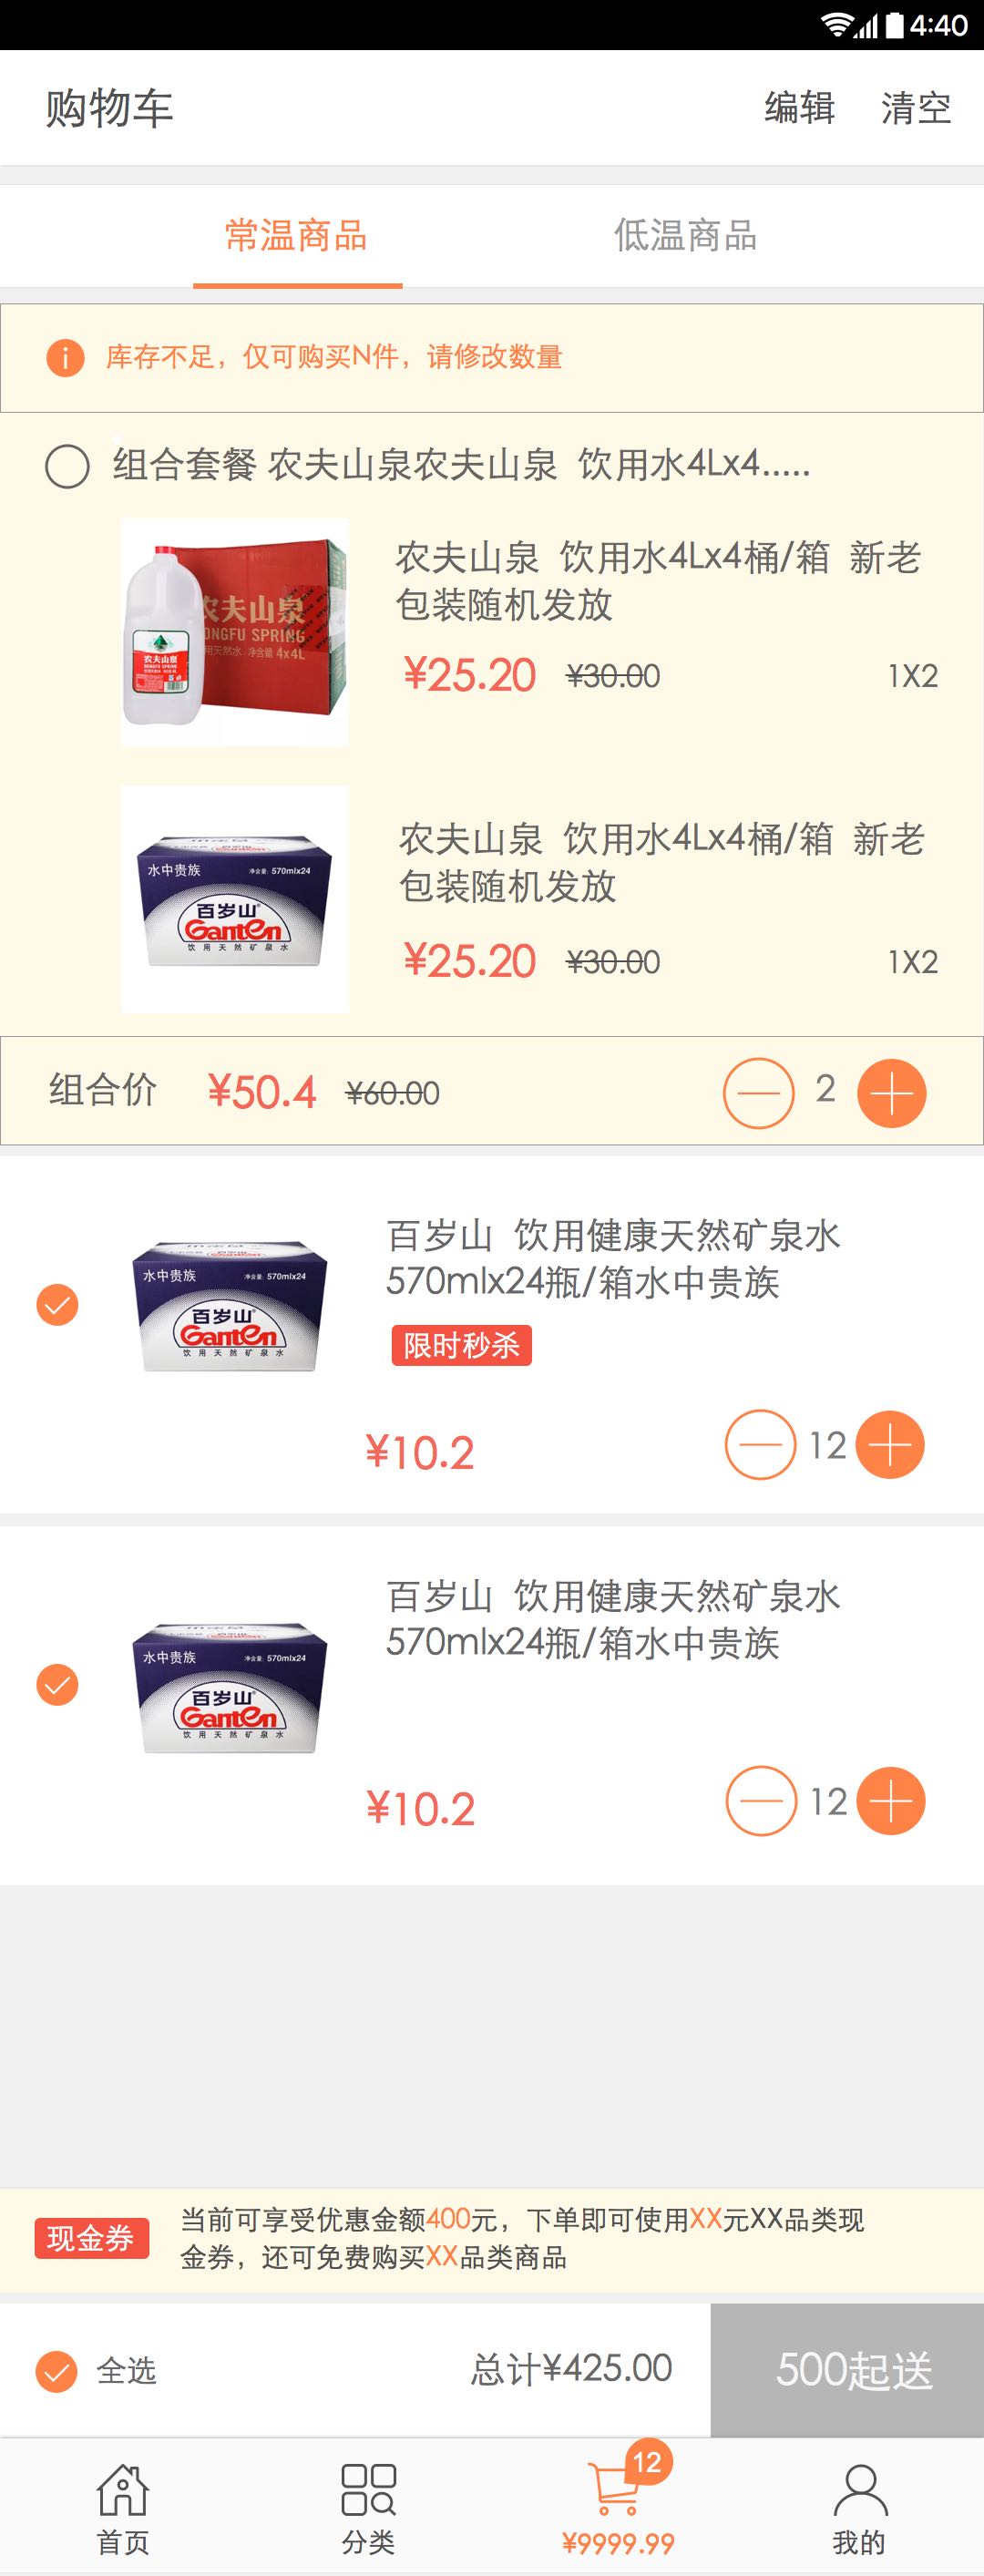 4:40
购物车 编辑 清空
常温商品 低温商品
库存不足，仅可购买N件，请修改数量
组合套餐 农夫山泉农夫山泉 饮用水4Lx4.....
农夫山泉 饮用水4Lx4桶/箱 新老
包装随机发放
¥25.20 ¥30.00 1X2
农夫山泉
NONGFU SPRING
农夫山泉
饮用天然水 净含量 4x4L
农夫山泉 饮用水4Lx4桶/箱 新老
包装随机发放
¥25.20 ¥30.00 1X2
水中贵族 净含量: 570mlx24
百岁山
Ganten
饮用天然矿泉水
组合价 ¥50.4 ¥60.00 2
百岁山 饮用健康天然矿泉水
570mlx24瓶/箱水中贵族
限时秒杀
水中贵族 净含量: 570mlx24
百岁山
Ganten
饮用天然矿泉水
¥10.2 12
百岁山 饮用健康天然矿泉水
570mlx24瓶/箱水中贵族
水中贵族 净含量: 570mlx24
百岁山
Ganten
饮用天然矿泉水
¥10.2 12
现金券 当前可享受优惠金额400元，下单即可使用XX元XX品类现
金券，还可免费购买XX品类商品
全选 总计¥425.00 500起送
12
首页 分类 ¥9999.99 我的